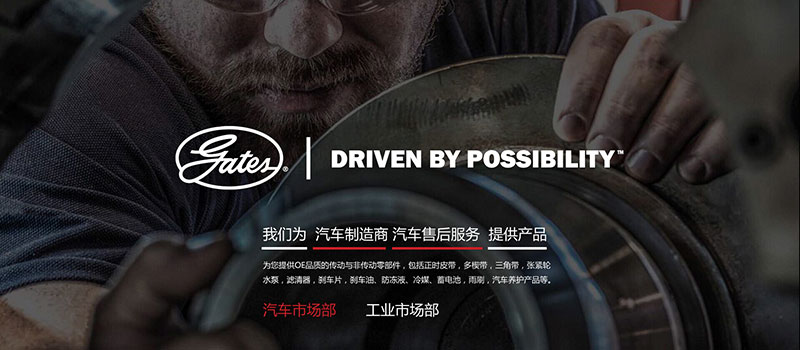 Gates®
DRIVEN BY POSSIBILITY™
我们为 汽车制造商 汽车售后服务 提供产品
为您提供OE品质的传动与非传动零部件，包括正时皮带，多楔带，三角带，张紧轮
水泵，滤清器，刹车片，刹车油、防冻液、冷媒、蓄电池，雨刷，汽车养护产品等。
汽车市场部 工业市场部